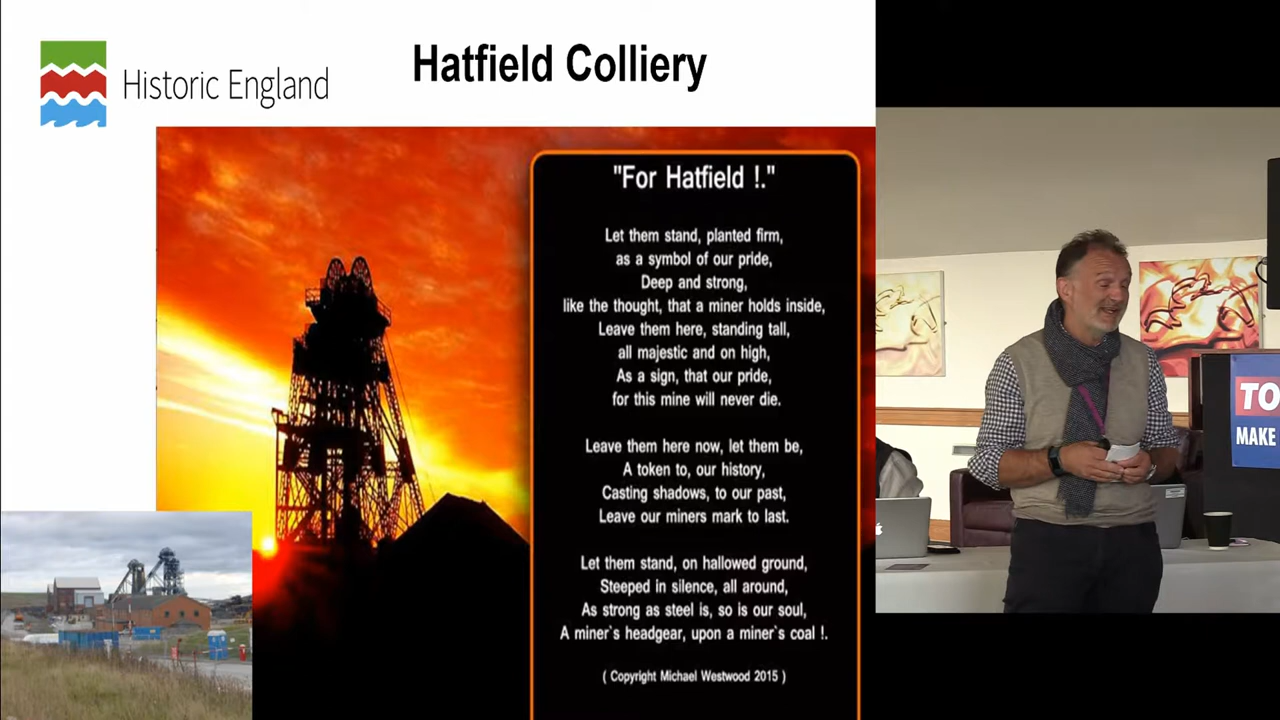 Historic England
Hatfield Colliery
"For Hatfield !."
Let them stand, planted firm,
as a symbol of our pride,
Deep and strong,
like the thought, that a miner holds inside,
Leave them here, standing tall,
all majestic and on high,
As a sign, that our pride,
for this mine will never die.
Leave them here now, let them be,
A token to, our history,
Casting shadows, to our past,
Leave our miners mark to last.
Let them stand, on hallowed ground,
Steeped in silence, all around,
As strong as steel is, so is our soul,
A miner`s headgear, upon a miner`s coal !.
( Copyright Michael Westwood 2015 )
TO
MAKE